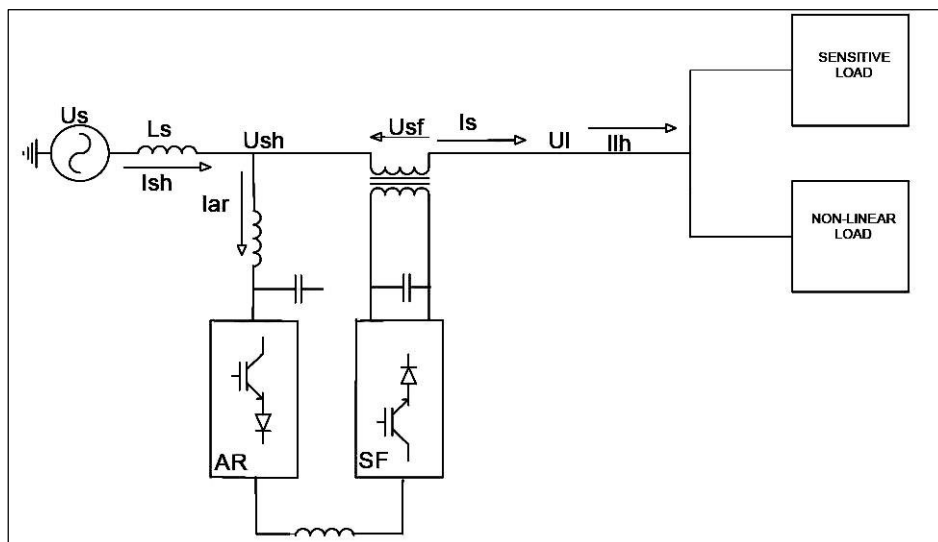 SENSITIVE
LOAD
Us
Ls
Ush
Usf
Is
Ul
Ilh
Ish
Iar
NON-LINEAR
LOAD
AR
SF